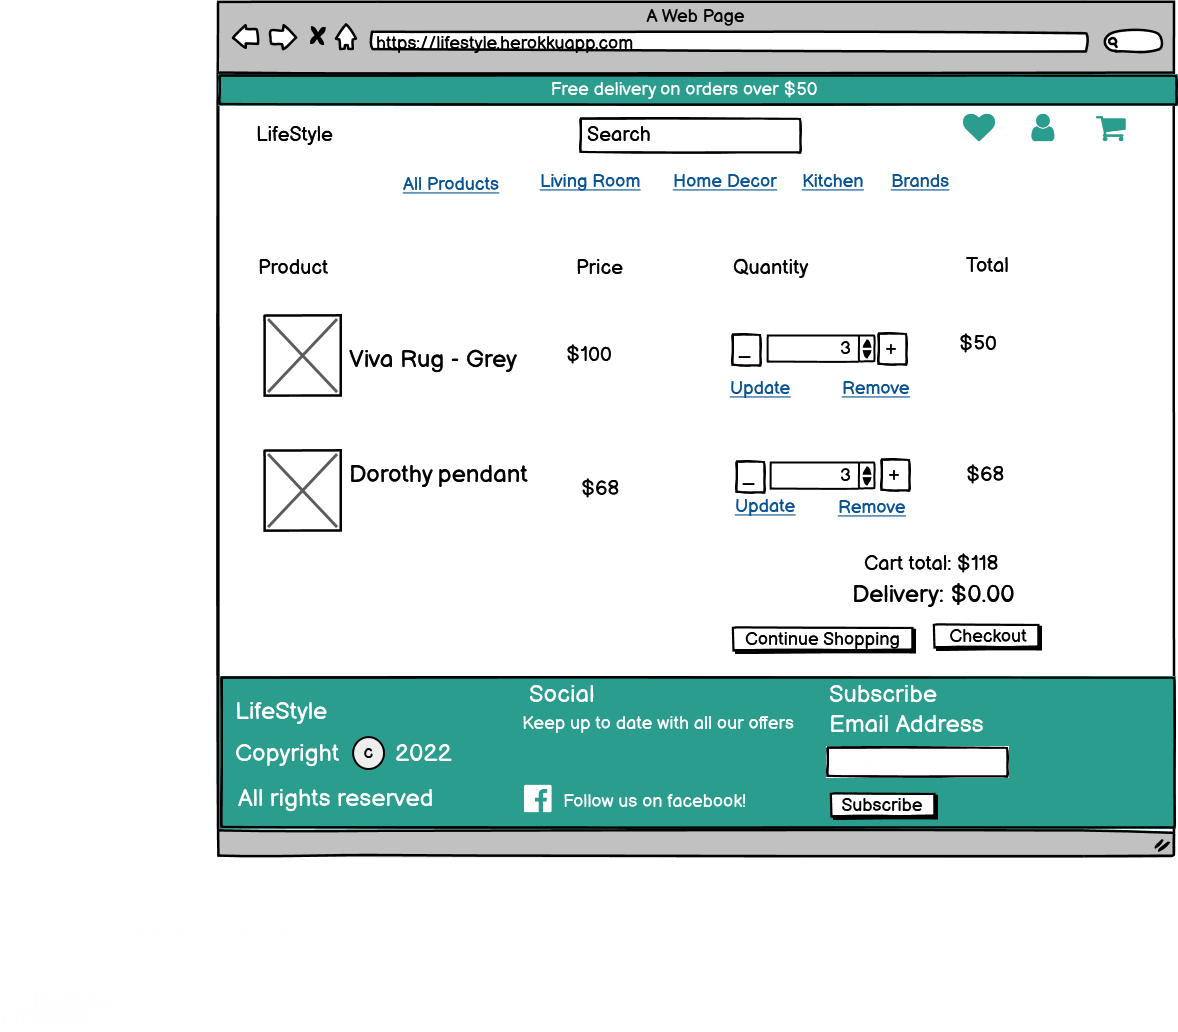 A Web Page
https://lifestyle.herokkuapp.com
Free delivery on orders over $50
LifeStyle
Search
All Products Living Room Home Decor Kitchen Brands
Product Price Quantity Total
Viva Rug - Grey $100 _ 3 + $50
Update Remove
Dorothy pendant $68 _ 3 + $68
Update Remove
Cart total: $118
Delivery: $0.00
Continue Shopping Checkout
LifeStyle
Copyright c 2022
All rights reserved
Social
Keep up to date with all our offers
Follow us on facebook!
Subscribe
Email Address
Subscribe